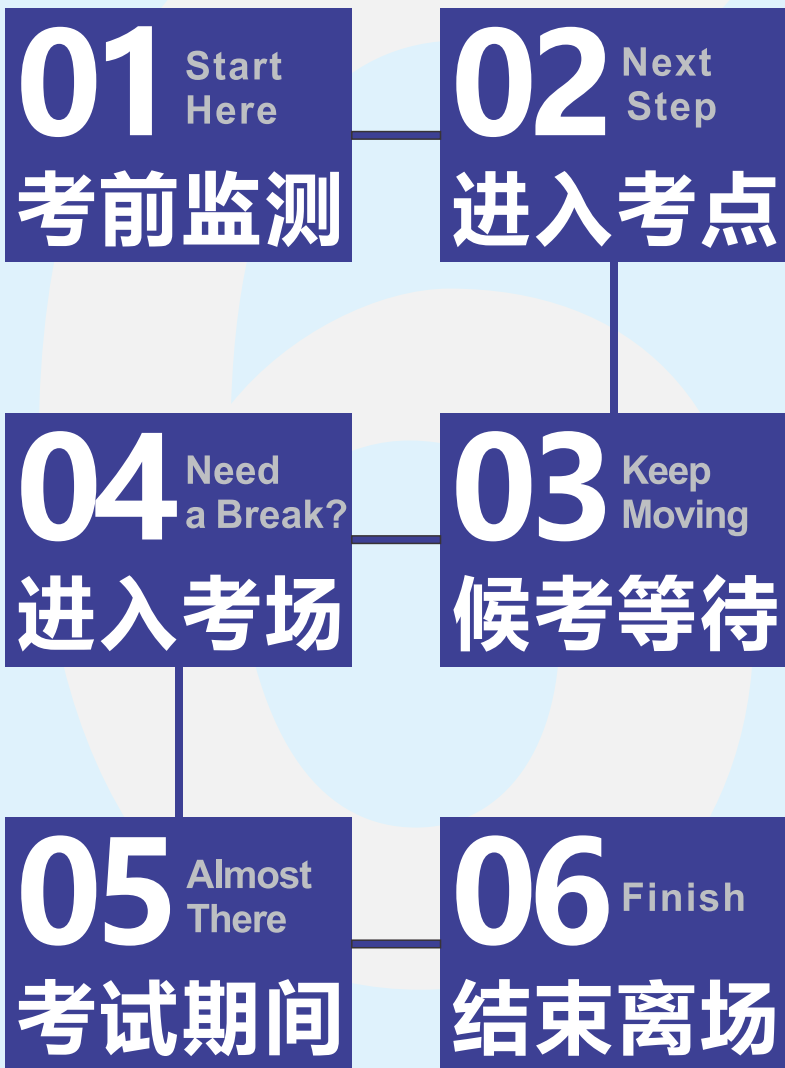 01
Start
Here
考前监测
02
Next
Step
进入考点
03
Keep
Moving
候考等待
04
Need
a Break?
进入考场
05
Almost
There
考试期间
06
Finish
结束离场